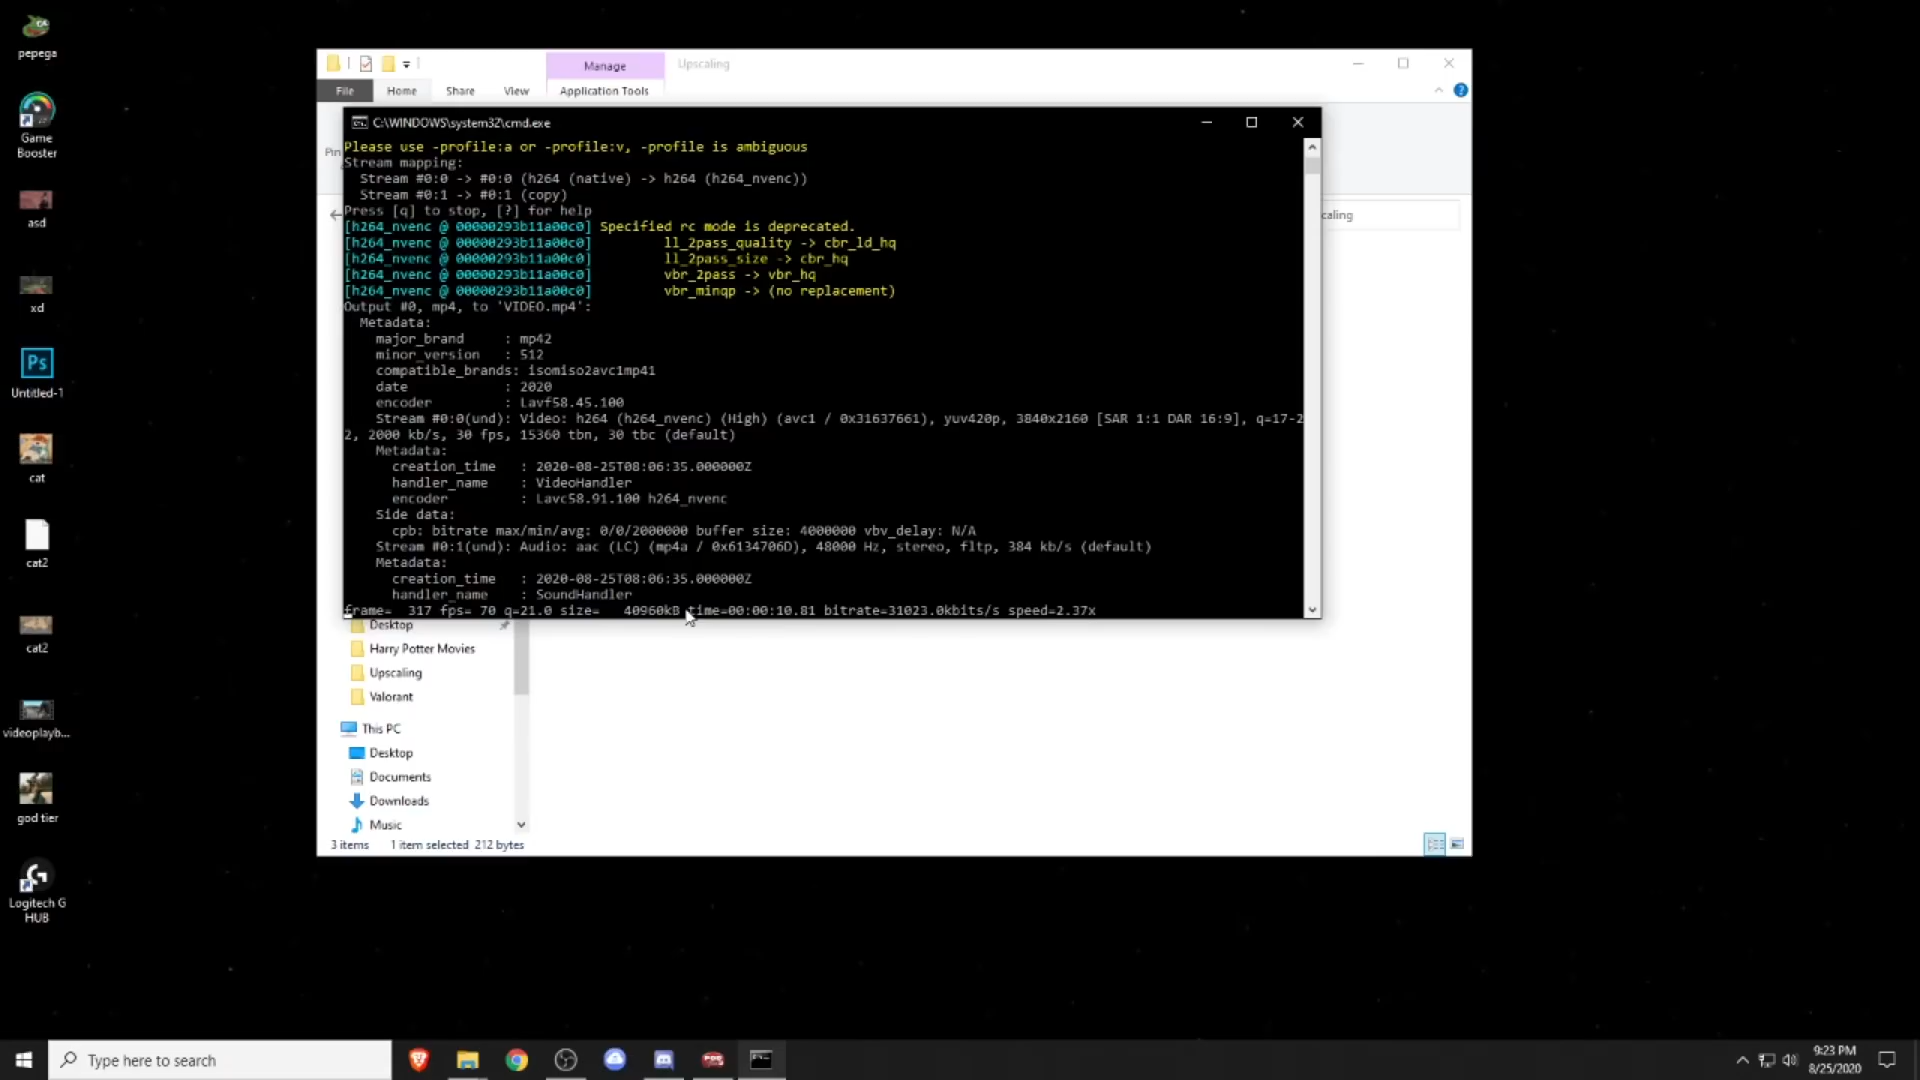 pepega
Game
Booster
asd
xd
Untitled-1
cat
cat2
cat2
videoplayb...
god tier
Logitech G
HUB
Manage
Upscaling
File
Home
Share
View
Application Tools
caling
C:\WINDOWS\system32\cmd.exe
Please use -profile:a or -profile:v, -profile is ambiguous
Stream mapping:
Stream #0:0 -> #0:0 (h264 (native) -> h264 (h264_nvenc))
Stream #0:1 -> #0:1 (copy)
Press [q] to stop, [?] for help
[h264_nvenc @ 00000293b11a00c0] Specified rc mode is deprecated.
[h264_nvenc @ 00000293b11a00c0] ll_2pass_quality -> cbr_ld_hq
[h264_nvenc @ 00000293b11a00c0] ll_2pass_size -> cbr_hq
[h264_nvenc @ 00000293b11a00c0] vbr_2pass -> vbr_hq
[h264_nvenc @ 00000293b11a00c0] vbr_minqp -> (no replacement)
Output #0, mp4, to 'VIDEO.mp4':
Metadata:
major_brand : mp42
minor_version : 512
compatible_brands: isomiso2avc1mp41
date : 2020
encoder : Lavf58.45.100
Stream #0:0(und): Video: h264 (h264_nvenc) (High) (avc1 / 0x31637661), yuv420p, 3840x2160 [SAR 1:1 DAR 16:9], q=17-2
2, 2000 kb/s, 30 fps, 15360 tbn, 30 tbc (default)
Metadata:
creation_time : 2020-08-25T08:06:35.000000Z
handler_name : VideoHandler
encoder : Lavc58.91.100 h264_nvenc
Side data:
cpb: bitrate max/min/avg: 0/0/2000000 buffer size: 4000000 vbv_delay: N/A
Stream #0:1(und): Audio: aac (LC) (mp4a / 0x6134706D), 48000 Hz, stereo, fltp, 384 kb/s (default)
Metadata:
creation_time : 2020-08-25T08:06:35.000000Z
handler_name : SoundHandler
frame= 317 fps= 70 q=21.0 size= 40960kB time=00:00:10.81 bitrate=31023.0kbits/s speed=2.37x
Desktop
Harry Potter Movies
Upscaling
Valorant
This PC
Desktop
Documents
Downloads
Music
3 items 1 item selected 212 bytes
Type here to search
9:23 PM
8/25/2020